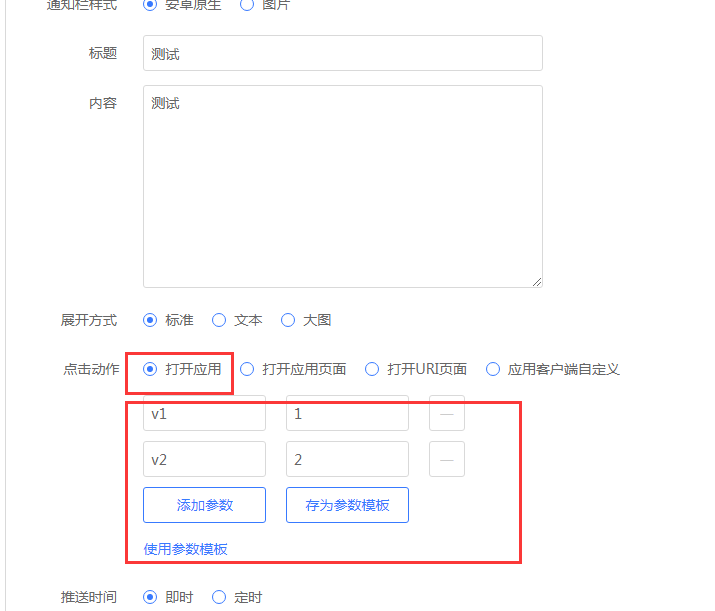 通知栏样式 安卓原生 图片
标题 测试
内容 测试
展开方式 标准 文本 大图
点击动作 打开应用 打开应用页面 打开URI页面 应用客户端自定义
v1 1 —
v2 2 —
添加参数 存为参数模板
使用参数模板
推送时间 即时 定时